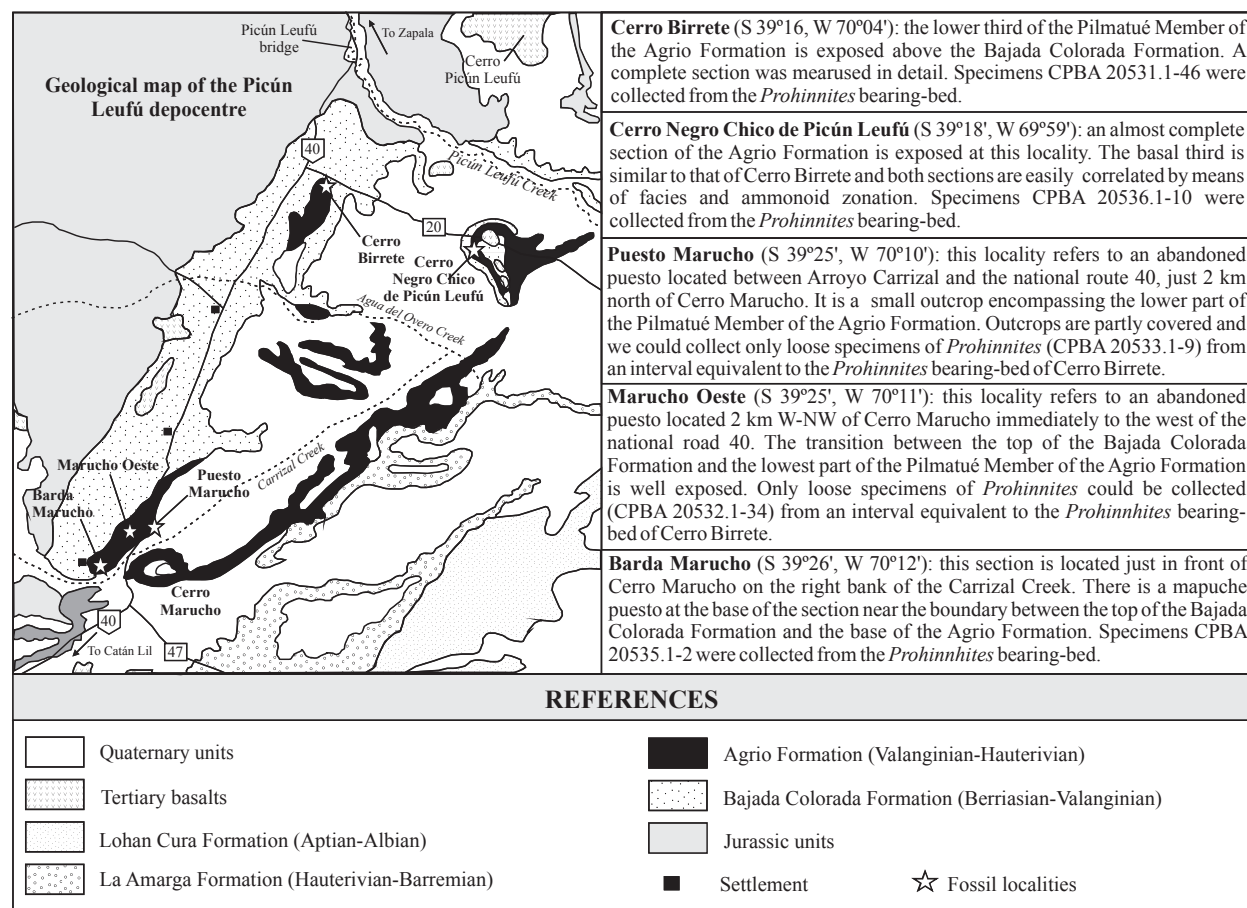 Picún Leufú
bridge
To Zapala
Cerro
Picún Leufú
Geological map of the Picún
Leufú depocentre
40
Picún Leufú Creek
20
Cerro
Birrete
Cerro
Negro Chico
de Picún Leufú
Agua del Overo Creek
Marucho Oeste
Puesto
Marucho
Carrizal Creek
Barda
Marucho
Cerro
Marucho
40
To Catán Lil
47
Cerro Birrete (S 39º16, W 70º04'): the lower third of the Pilmatué Member of
the Agrio Formation is exposed above the Bajada Colorada Formation. A
complete section was mearused in detail. Specimens CPBA 20531.1-46 were
collected from the Prohinnites bearing-bed.
Cerro Negro Chico de Picún Leufú (S 39º18', W 69º59'): an almost complete
section of the Agrio Formation is exposed at this locality. The basal third is
similar to that of Cerro Birrete and both sections are easily correlated by means
of facies and ammonoid zonation. Specimens CPBA 20536.1-10 were
collected from the Prohinnites bearing-bed.
Puesto Marucho (S 39º25', W 70º10'): this locality refers to an abandoned
puesto located between Arroyo Carrizal and the national route 40, just 2 km
north of Cerro Marucho. It is a small outcrop encompassing the lower part of
the Pilmatué Member of the Agrio Formation. Outcrops are partly covered and
we could collect only loose specimens of Prohinnites (CPBA 20533.1-9) from
an interval equivalent to the Prohinnites bearing-bed of Cerro Birrete.
Marucho Oeste (S 39º25', W 70º11'): this locality refers to an abandoned
puesto located 2 km W-NW of Cerro Marucho immediately to the west of the
national road 40. The transition between the top of the Bajada Colorada
Formation and the lowest part of the Pilmatué Member of the Agrio Formation
is well exposed. Only loose specimens of Prohinnites could be collected
(CPBA 20532.1-34) from an interval equivalent to the Prohinnhites bearing-
bed of Cerro Birrete.
Barda Marucho (S 39º26', W 70º12'): this section is located just in front of
Cerro Marucho on the right bank of the Carrizal Creek. There is a mapuche
puesto at the base of the section near the boundary between the top of the Bajada
Colorada Formation and the base of the Agrio Formation. Specimens CPBA
20535.1-2 were collected from the Prohinnhites bearing-bed.
REFERENCES
Quaternary units
Tertiary basalts
Lohan Cura Formation (Aptian-Albian)
La Amarga Formation (Hauterivian-Barremian)
Agrio Formation (Valanginian-Hauterivian)
Bajada Colorada Formation (Berriasian-Valanginian)
Jurassic units
Settlement
Fossil localities